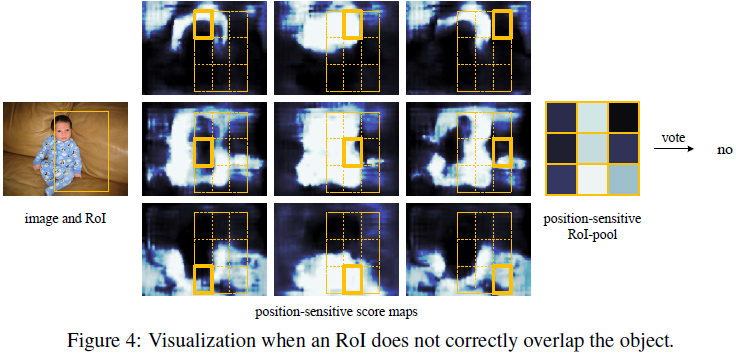 image and RoI
position-sensitive score maps
position-sensitive
RoI-pool
vote
no
Figure 4: Visualization when an RoI does not correctly overlap the object.